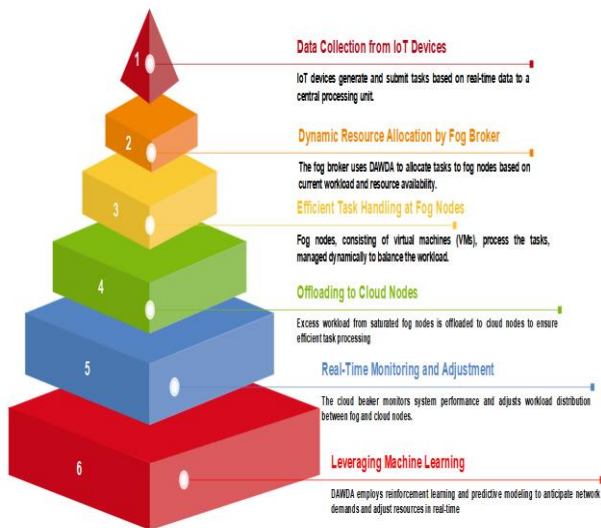 1
Data Collection from IoT Devices
IoT devices generate and submit tasks based on real-time data to a
central processing unit.
2
Dynamic Resource Allocation by Fog Broker
The fog broker uses DAWDA to allocate tasks to fog nodes based on
current workload and resource availability.
3
Efficient Task Handling at Fog Nodes
Fog nodes, consisting of virtual machines (VMs), process the tasks,
managed dynamically to balance the workload.
4
Offloading to Cloud Nodes
Excess workload from saturated fog nodes is offloaded to cloud nodes to ensure
efficient task processing
5
Real-Time Monitoring and Adjustment
The cloud beaker monitors system performance and adjusts workload distribution
between fog and cloud nodes.
6
Leveraging Machine Learning
DAWDA employs reinforcement learning and predictive modeling to anticipate network
demands and adjust resources in real-time